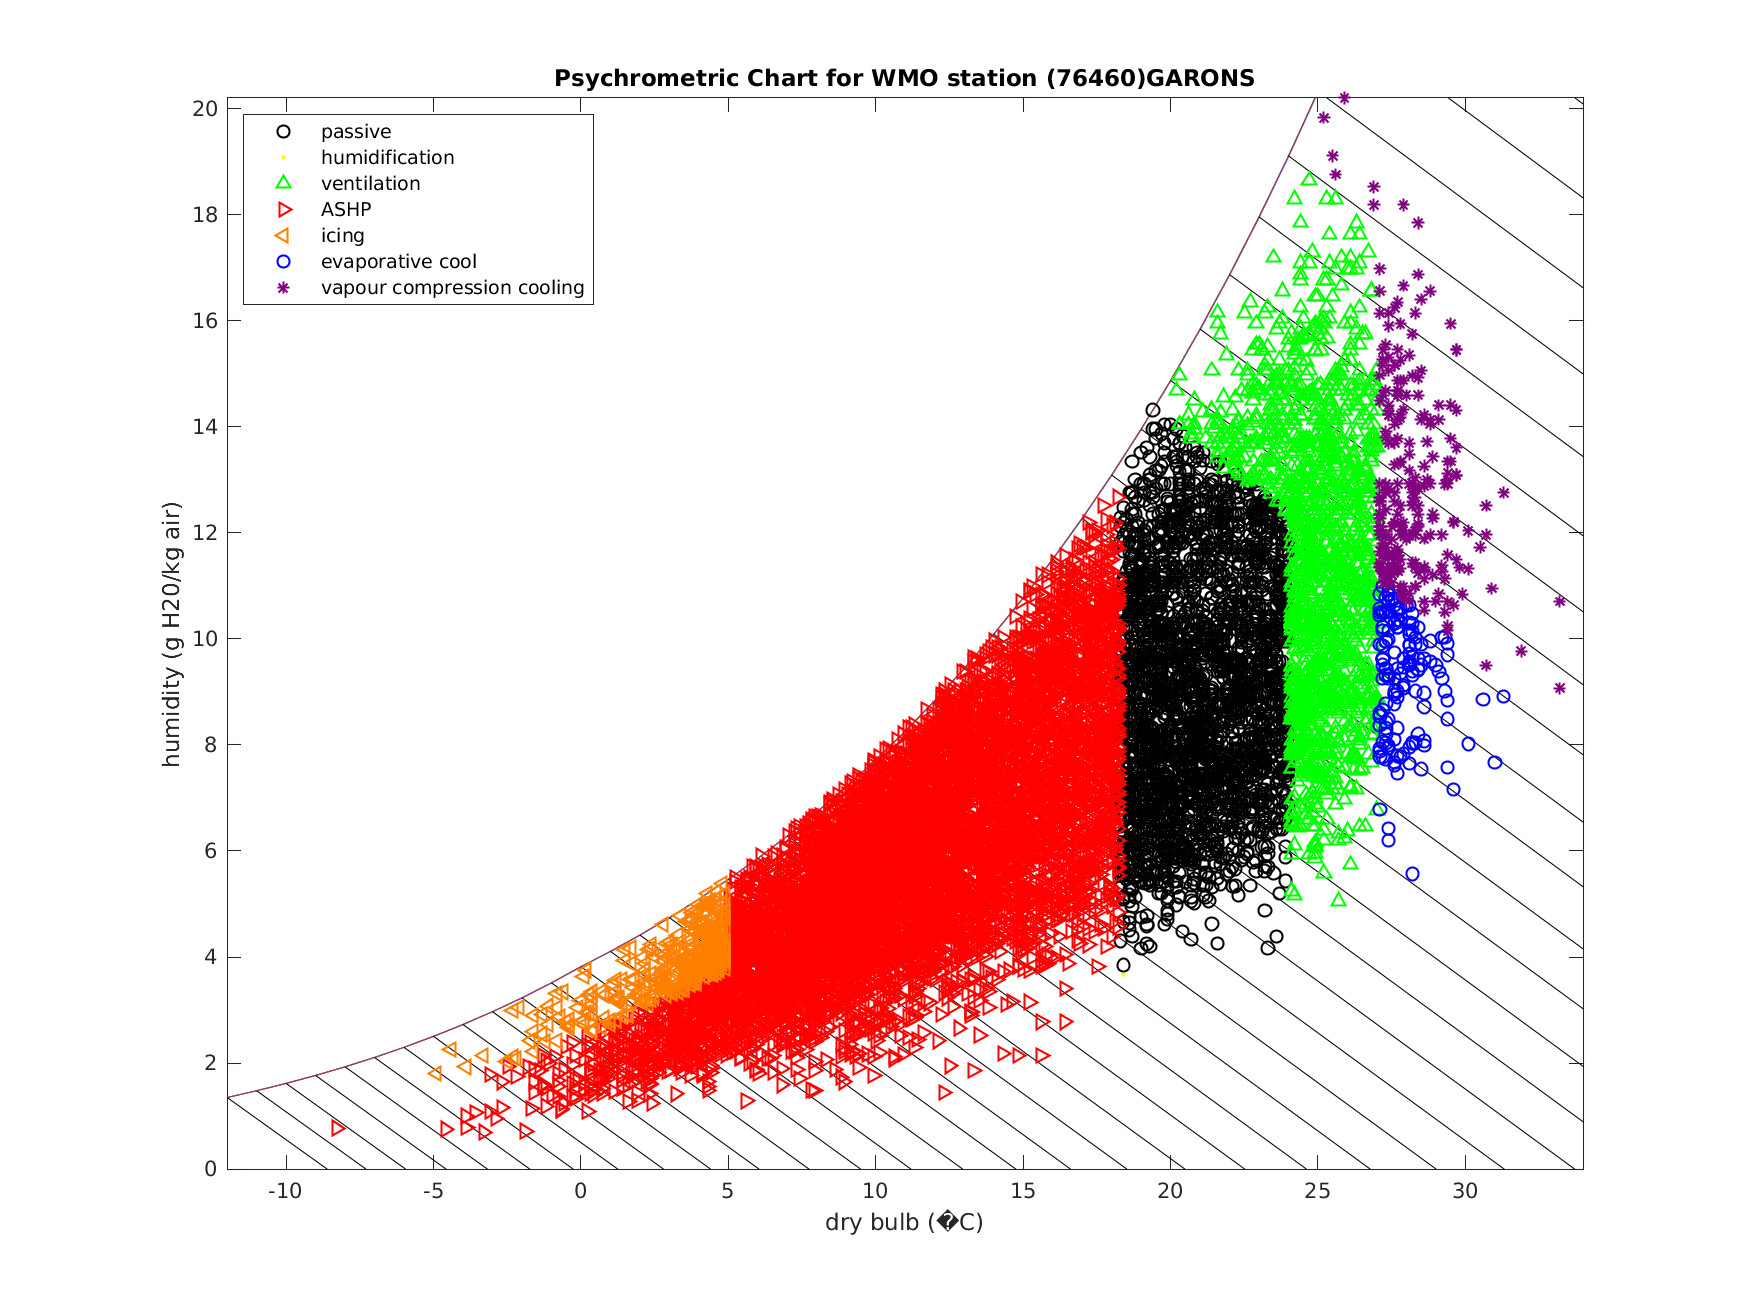 Psychrometric Chart for WMO station (76460)GARONS
20
18
16
14
12
10
8
6
4
2
0
humidity (g H20/kg air)
passive
humidification
ventilation
ASHP
icing
evaporative cool
vapour compression cooling
-10 -5 0 5 10 15 20 25 30
dry bulb (�C)